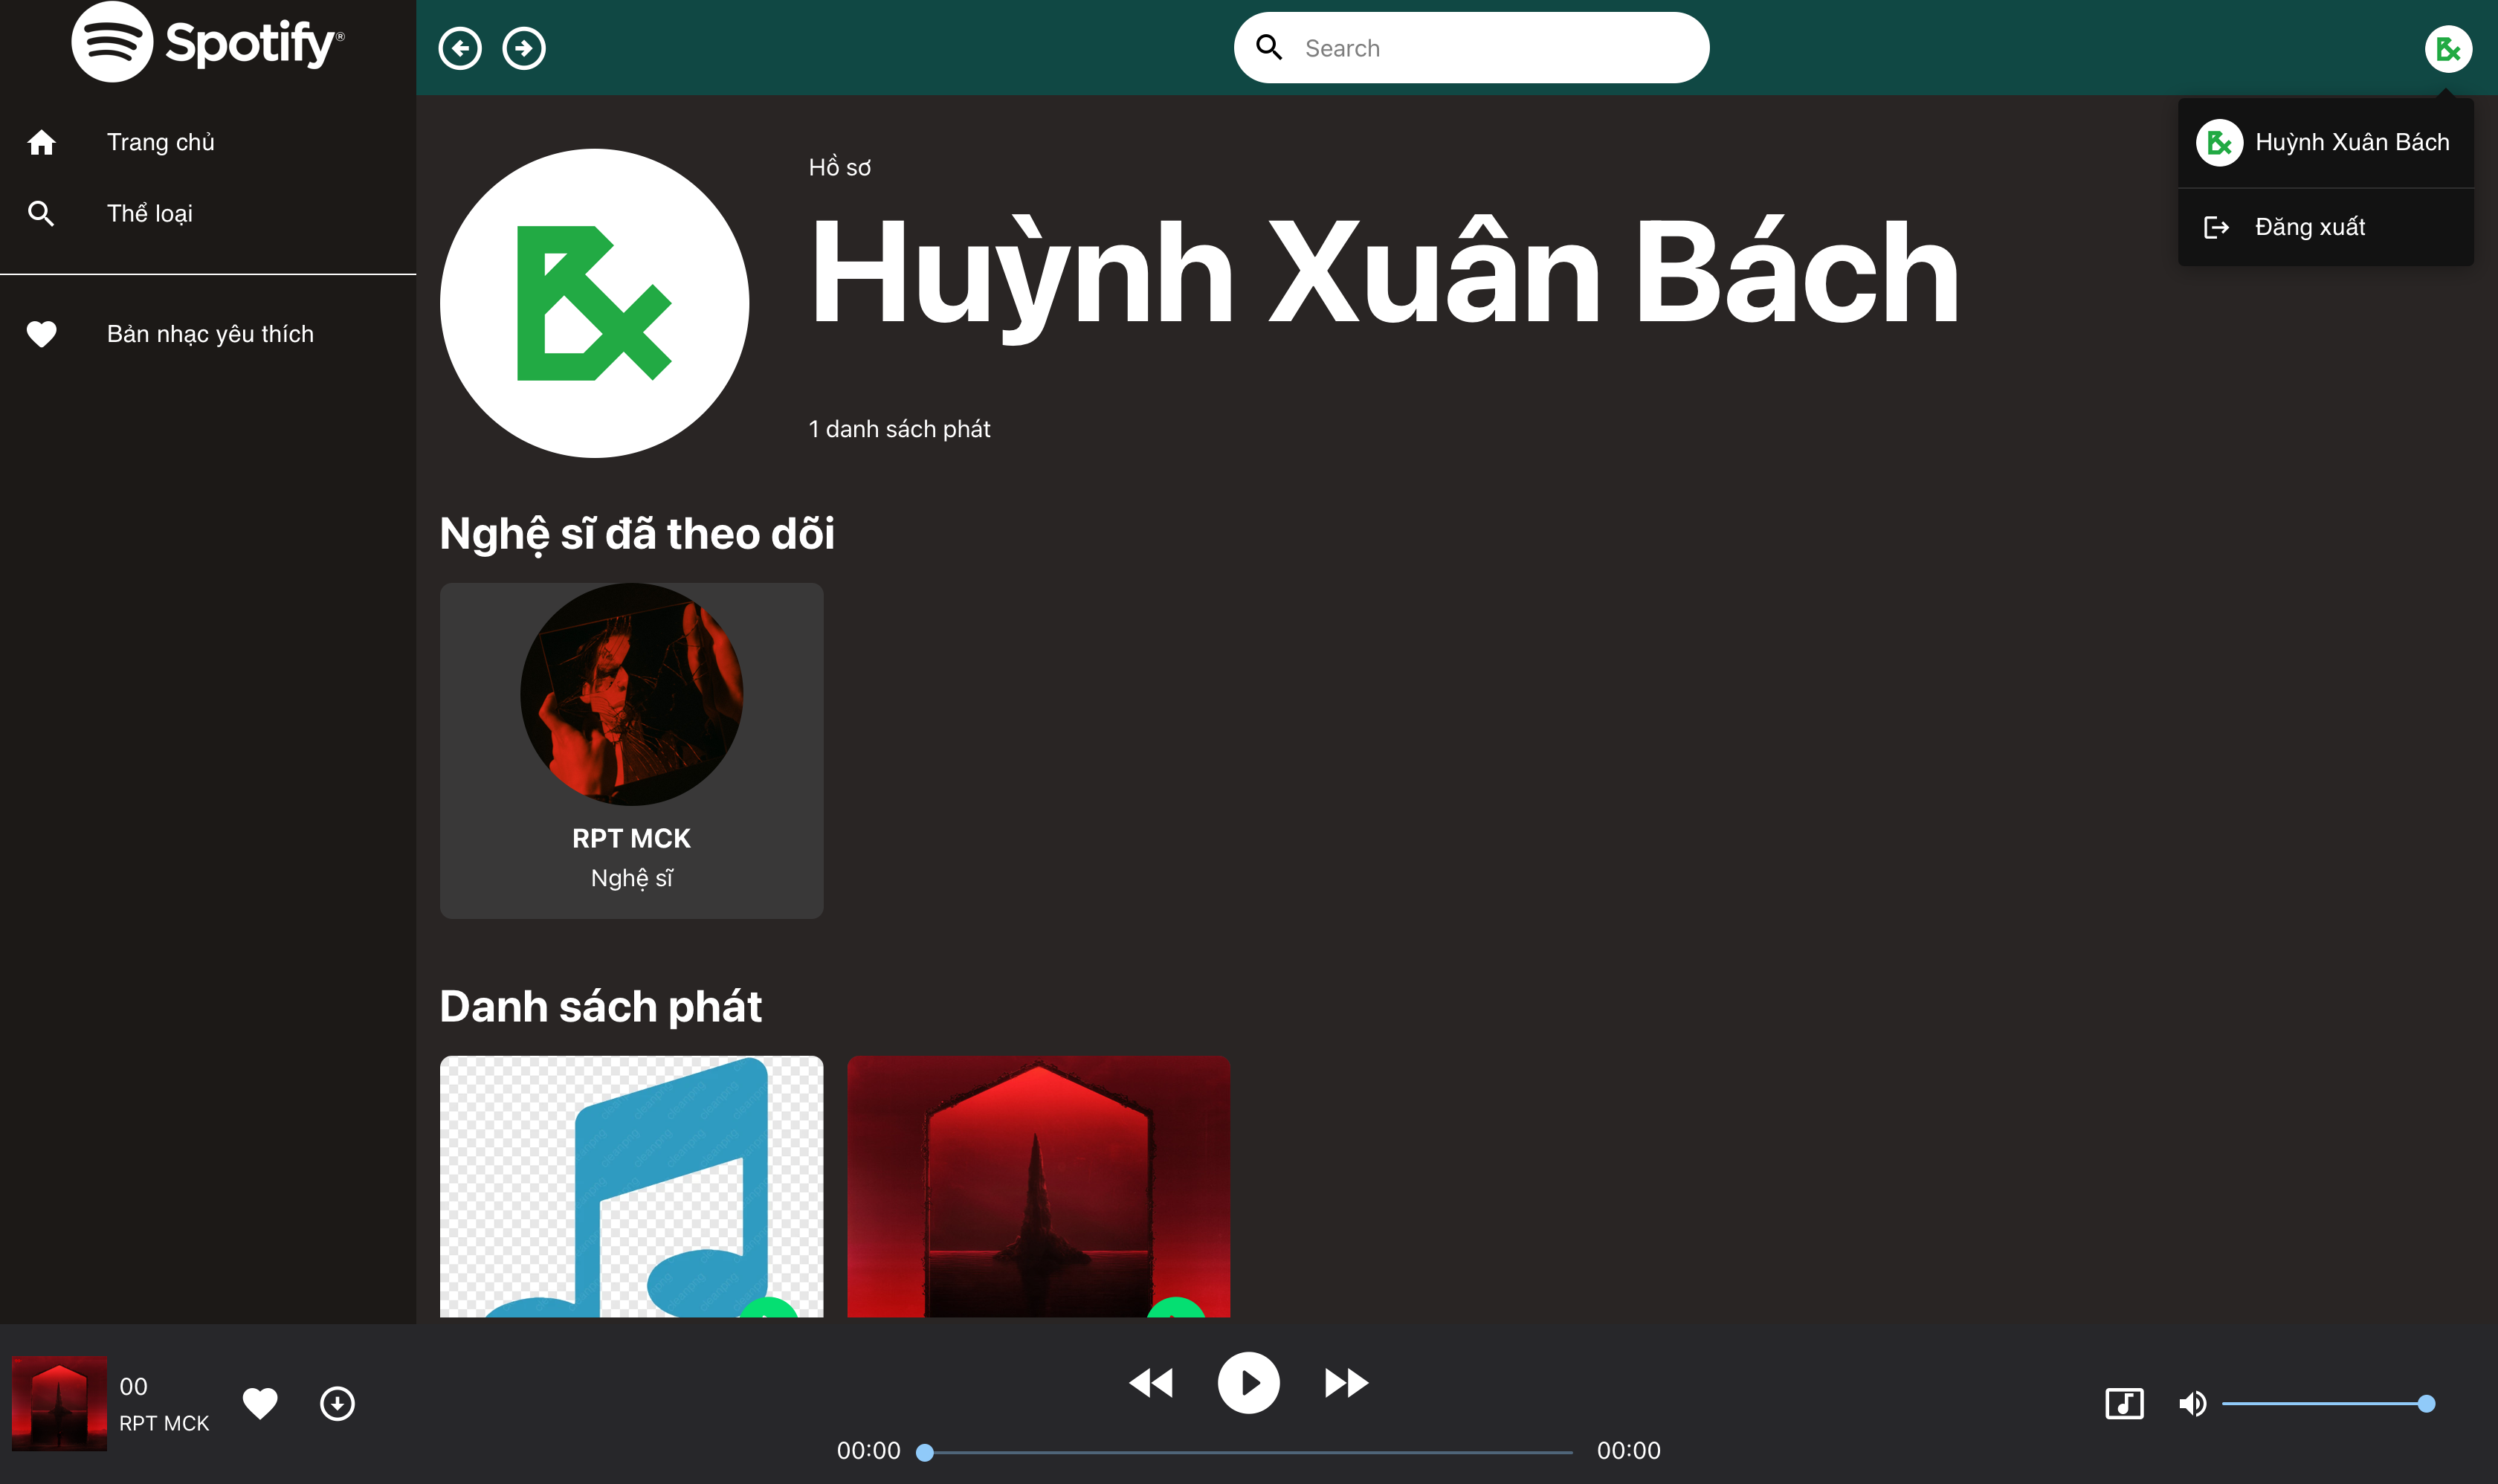 Spotify®
Search
Trang chủ
Thể loại
Bản nhạc yêu thích
Huỳnh Xuân Bách
Đăng xuất
Hồ sơ
Huỳnh Xuân Bách
1 danh sách phát
Nghệ sĩ đã theo dõi
RPT MCK
Nghệ sĩ
Danh sách phát
00
RPT MCK
00:00
00:00